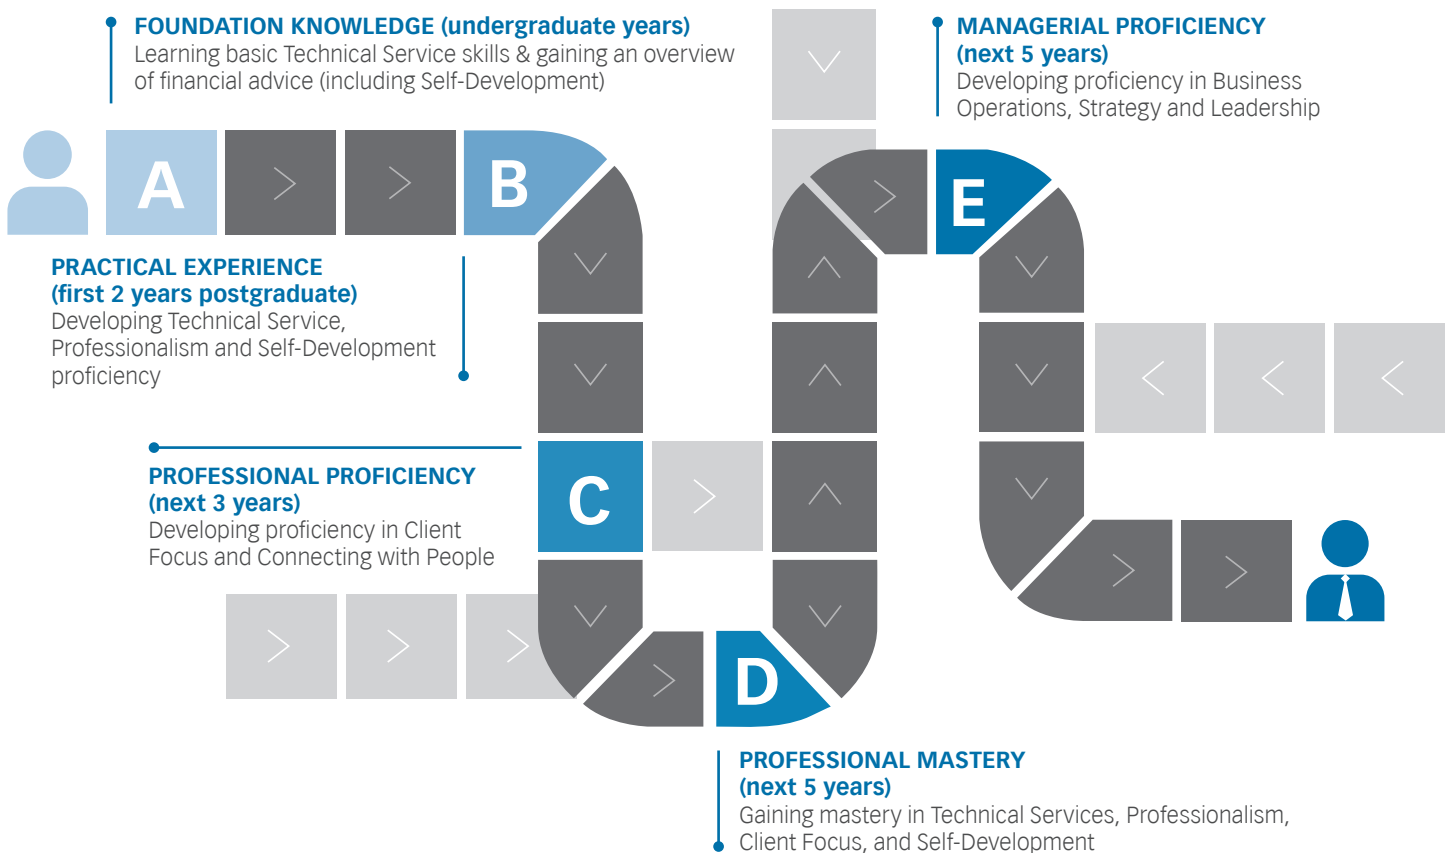 FOUNDATION KNOWLEDGE (undergraduate years)
Learning basic Technical Service skills & gaining an overview
of financial advice (including Self-Development)
MANAGERIAL PROFICIENCY
(next 5 years)
Developing proficiency in Business
Operations, Strategy and Leadership
A
B
E
PRACTICAL EXPERIENCE
(first 2 years postgraduate)
Developing Technical Service,
Professionalism and Self-Development
proficiency
PROFESSIONAL PROFICIENCY
(next 3 years)
Developing proficiency in Client
Focus and Connecting with People
C
D
PROFESSIONAL MASTERY
(next 5 years)
Gaining mastery in Technical Services, Professionalism,
Client Focus, and Self-Development